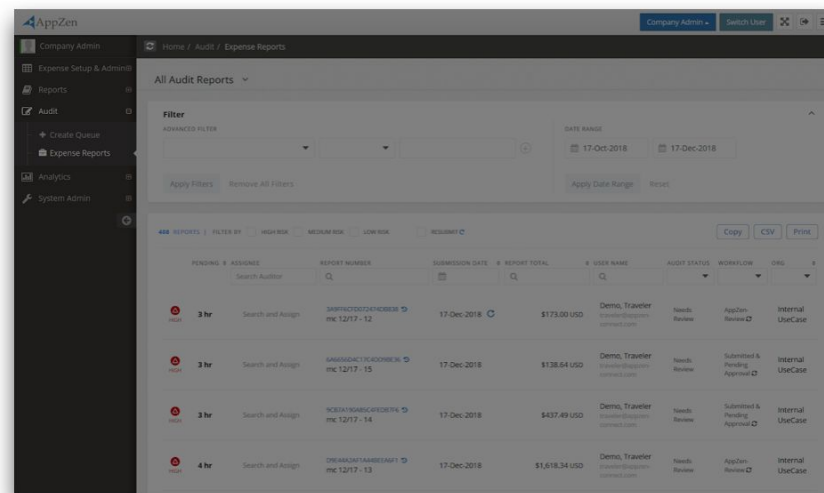 AppZen
Company Admin
Switch User
Company Admin
Home / Audit / Expense Reports
Expense Setup & Admin
Reports
Audit
Create Queue
Expense Reports
Analytics
System Admin
All Audit Reports
Filter
ADVANCED FILTER
DATE RANGE
17-Oct-2018 17-Dec-2018
Apply Filters Remove All Filters
Apply Date Range Reset
468 REPORTS | FILTER BY HIGH RISK MEDIUM RISK LOW RISK RESUBMIT
Copy CSV Print
PENDING ASSIGNEE REPORT NUMBER SUBMISSION DATE REPORT TOTAL USER NAME AUDIT STATUS WORKFLOW ORG
Search Auditor
HIGH 3 hr Search and Assign
mc 12/17 - 12
17-Dec-2018 $173.00 USD
Demo, Traveler
Needs Review
AppZen-Review
Internal UseCase
HIGH 3 hr Search and Assign
mc 12/17 - 15
17-Dec-2018 $138.64 USD
Demo, Traveler
Needs Review
Submitted & Pending Approval
Internal UseCase
HIGH 3 hr Search and Assign
mc 12/17 - 14
17-Dec-2018 $437.49 USD
Demo, Traveler
Needs Review
Submitted & Pending Approval
Internal UseCase
HIGH 4 hr Search and Assign
mc 12/17 - 13
17-Dec-2018 $1,618.34 USD
Demo, Traveler
Needs Review
AppZen-Review
Internal UseCase